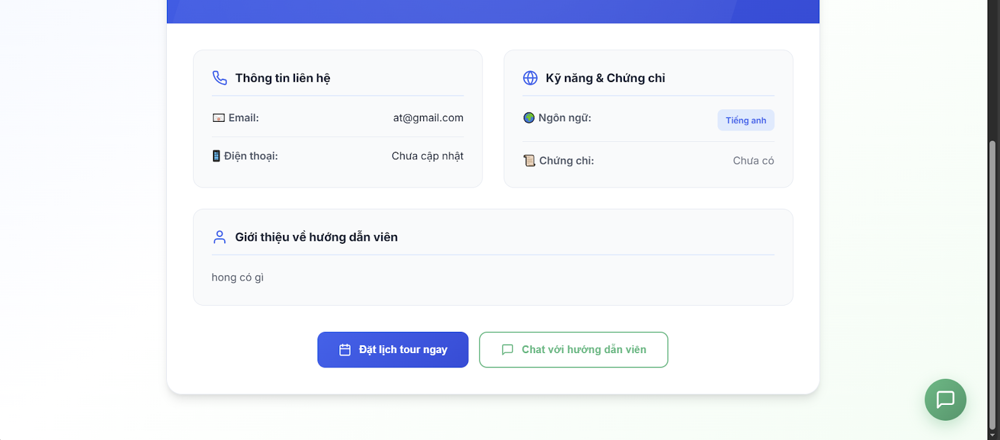 Thông tin liên hệ
Email: at@gmail.com
Điện thoại: Chưa cập nhật
Kỹ năng & Chứng chỉ
Ngôn ngữ: Tiếng anh
Chứng chỉ: Chưa có
Giới thiệu về hướng dẫn viên
hong có gì
Đặt lịch tour ngay
Chat với hướng dẫn viên